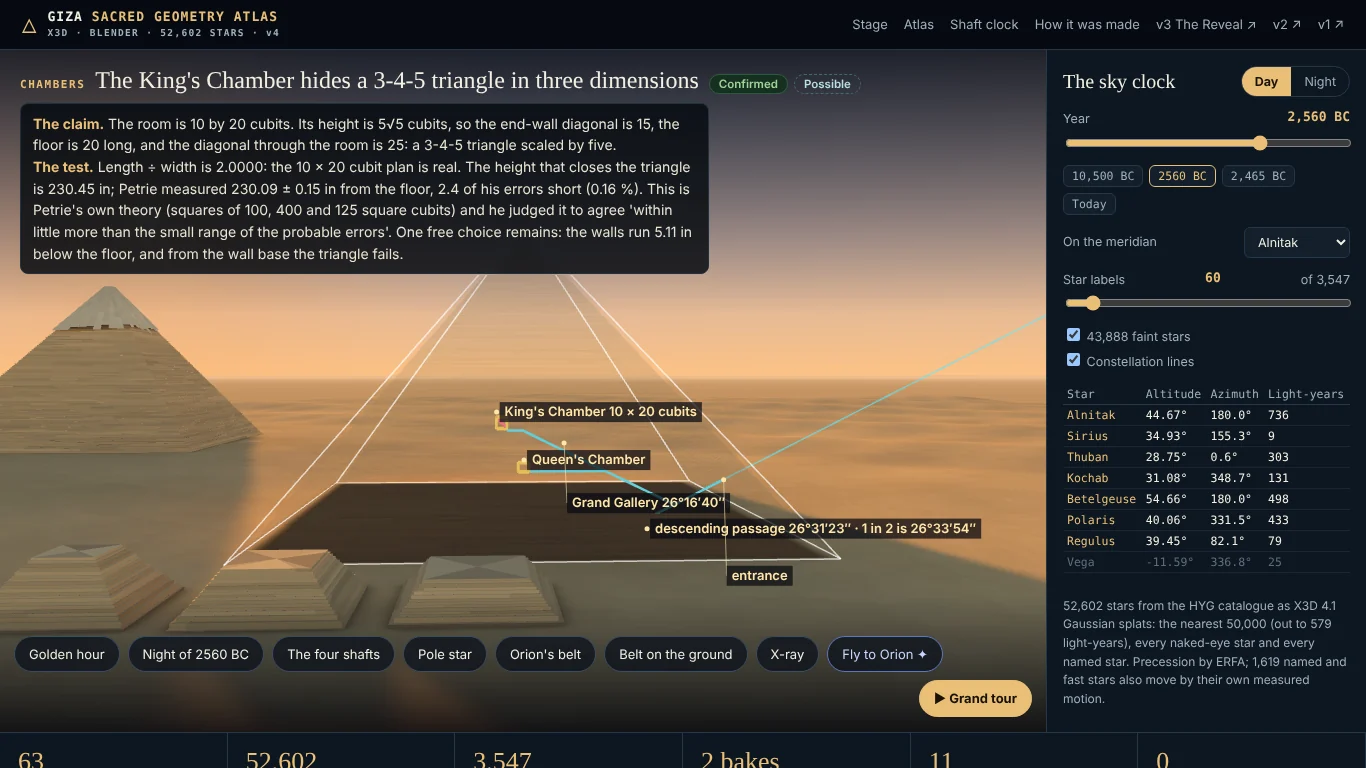 GIZA SACRED GEOMETRY ATLAS
X3D · BLENDER · 52,602 STARS · v4
Stage Atlas Shaft clock How it was made v3 The Reveal ↗ v2 ↗ v1 ↗
CHAMBERS The King's Chamber hides a 3-4-5 triangle in three dimensions Confirmed Possible
The claim. The room is 10 by 20 cubits. Its height is 5√5 cubits, so the end-wall diagonal is 15, the
floor is 20 long, and the diagonal through the room is 25: a 3-4-5 triangle scaled by five.
The test. Length ÷ width is 2.0000: the 10 × 20 cubit plan is real. The height that closes the triangle
is 230.45 in; Petrie measured 230.09 ± 0.15 in from the floor, 2.4 of his errors short (0.16 %). This is
Petrie's own theory (squares of 100, 400 and 125 square cubits) and he judged it to agree 'within
little more than the small range of the probable errors'. One free choice remains: the walls run 5.11 in
below the floor, and from the wall base the triangle fails.
King's Chamber 10 × 20 cubits
Queen's Chamber
Grand Gallery 26°16′40″
descending passage 26°31′23″ · 1 in 2 is 26°33′54″
entrance
Golden hour
Night of 2560 BC
The four shafts
Pole star
Orion's belt
Belt on the ground
X-ray
Fly to Orion ✦
▶ Grand tour
The sky clock Day Night
Year 2,560 BC
10,500 BC 2560 BC 2,465 BC
Today
On the meridian Alnitak
Star labels 60 of 3,547
43,888 faint stars
Constellation lines
Star Altitude Azimuth Light-years
Alnitak 44.67° 180.0° 736
Sirius 34.93° 155.3° 9
Thuban 28.75° 0.6° 303
Kochab 31.08° 348.7° 131
Betelgeuse 54.66° 180.0° 498
Polaris 40.06° 331.5° 433
Regulus 39.45° 82.1° 79
Vega -11.59° 336.8° 25
52,602 stars from the HYG catalogue as X3D 4.1
Gaussian splats: the nearest 50,000 (out to 579
light-years), every naked-eye star and every
named star. Precession by ERFA; 1,619 named and
fast stars also move by their own measured
motion.
63 52,602 3,547 2 bakes 11 0